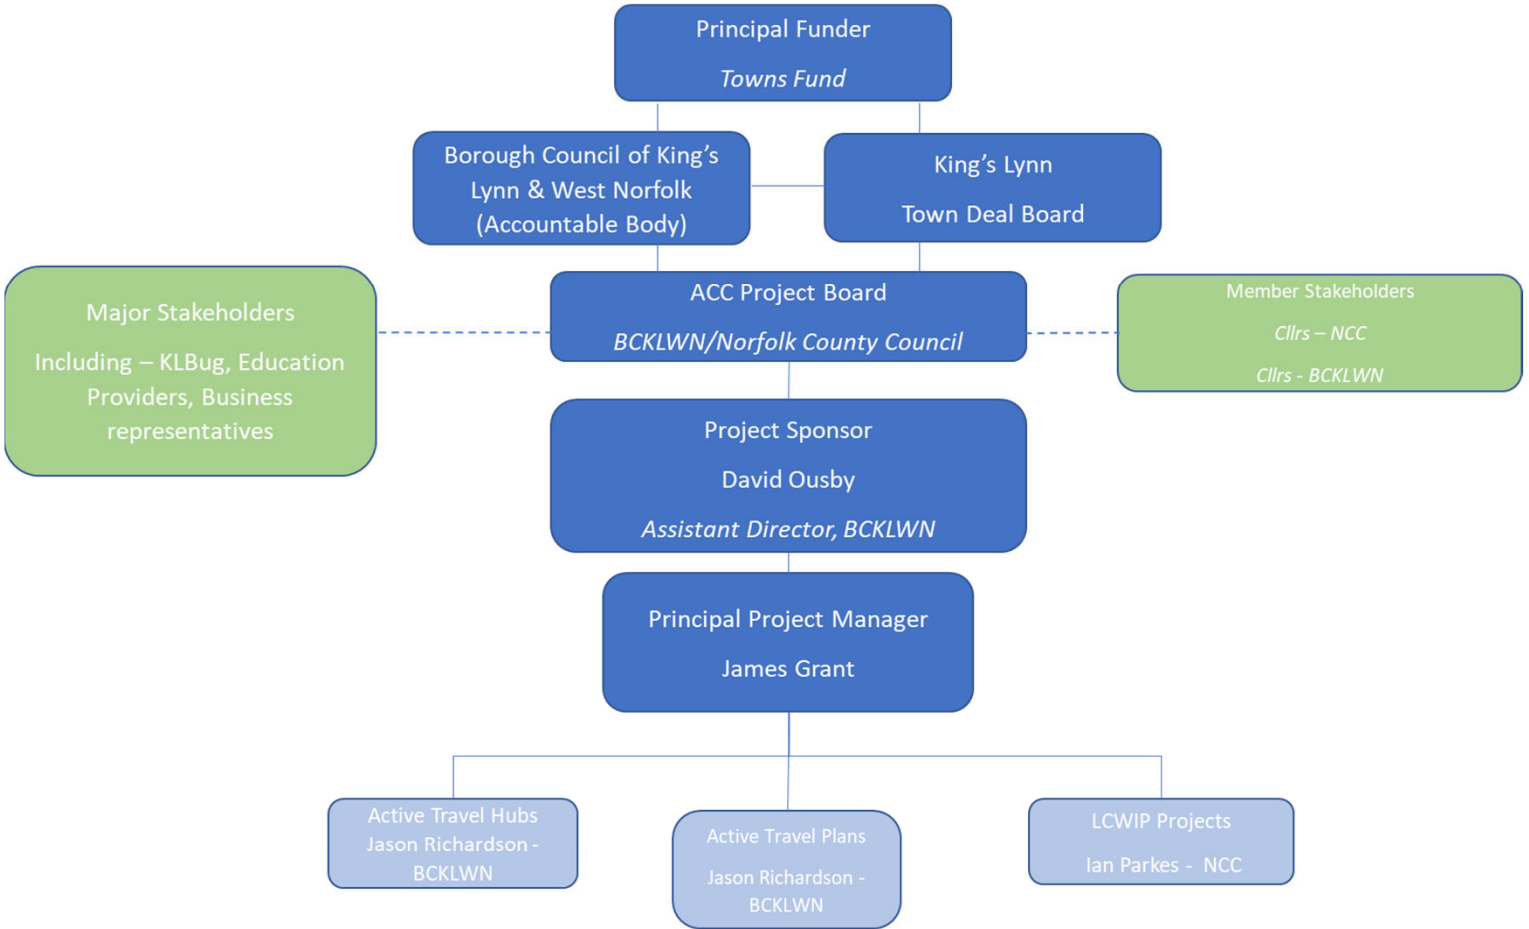 Principal Funder
Towns Fund
Borough Council of King’s
Lynn & West Norfolk
(Accountable Body)
King’s Lynn
Town Deal Board
Major Stakeholders
Including – KLBug, Education
Providers, Business
representatives
ACC Project Board
BCKLWN/Norfolk County Council
Member Stakeholders
Cllrs – NCC
Cllrs - BCKLWN
Project Sponsor
David Ousby
Assistant Director, BCKLWN
Principal Project Manager
James Grant
Active Travel Hubs
Jason Richardson -
BCKLWN
Active Travel Plans
Jason Richardson -
BCKLWN
LCWIP Projects
Ian Parkes - NCC